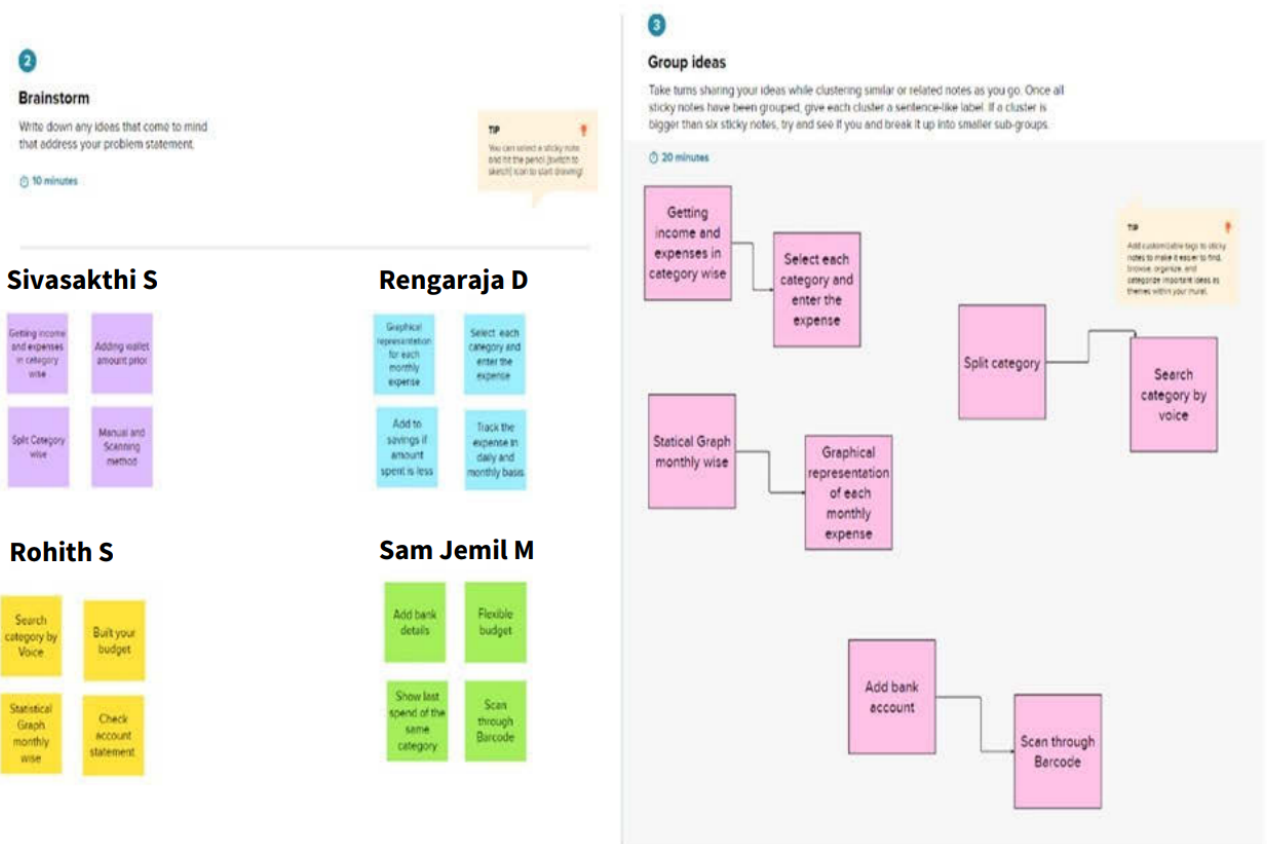 2
Brainstorm
Write down any ideas that come to mind
that address your problem statement.
10 minutes
TIP
You can select a sticky note
and hit the pencil [switch to
sketch] icon to start drawing!
Sivasakthi S
Getting income
and expenses
in category
wise
Adding wallet
amount prior
Split Category
wise
Manual and
Scanning
method
Rengaraja D
Graphical
representation
for each
monthly
expense
Select each
category and
enter the
expense
Add to
savings if
amount
spent is less
Track the
expense in
daily and
monthly basis
Rohith S
Search
category by
Voice
Built your
budget
Statistical
Graph
monthly
wise
Check
account
statement
Sam Jemil M
Add bank
details
Flexible
budget
Show last
spend of the
same
category
Scan
through
Barcode
3
Group ideas
Take turns sharing your ideas while clustering similar or related notes as you go. Once all
sticky notes have been grouped, give each cluster a sentence-like label. If a cluster is
bigger than six sticky notes, try and see if you and break it up into smaller sub-groups.
20 minutes
TIP
Add customizable tags to sticky
notes to make it easier to find,
browse, organize, and
categorize important ideas as
themes within your mural.
Getting
income and
expenses in
category wise
Select each
category and
enter the
expense
Split category
Search
category by
voice
Statical Graph
monthly wise
Graphical
representation
of each
monthly
expense
Add bank
account
Scan through
Barcode